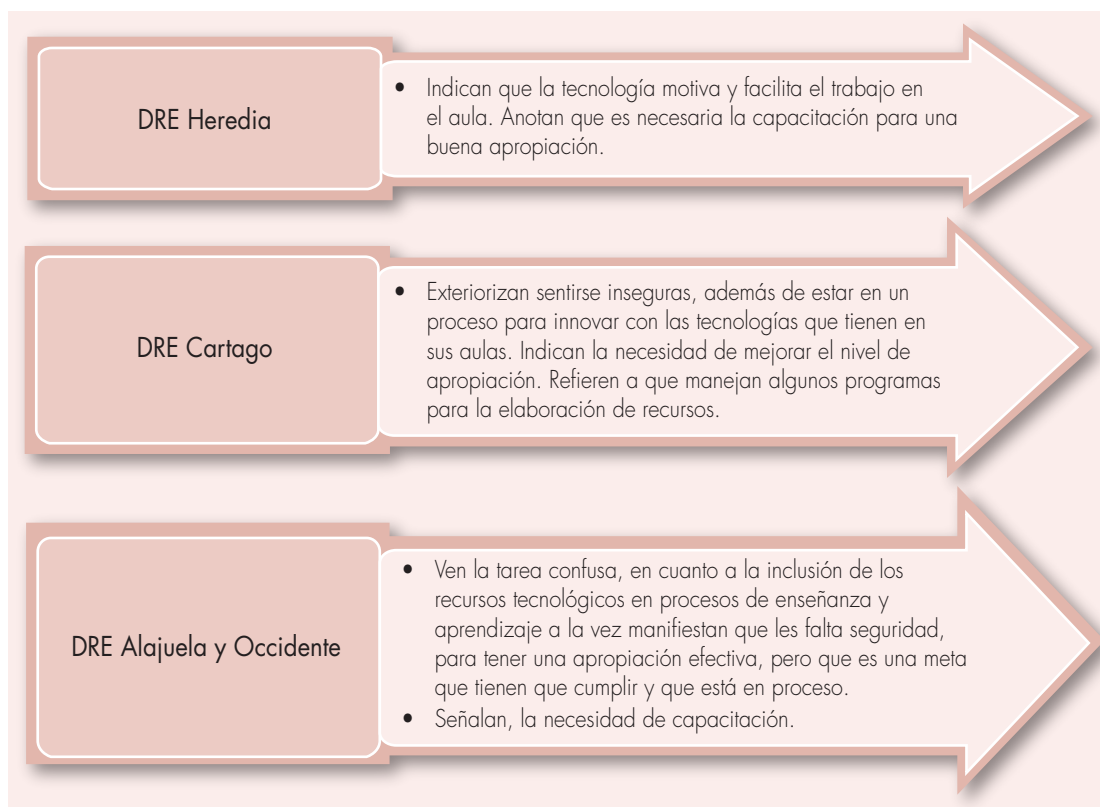 DRE Heredia
• Indican que la tecnología motiva y facilita el trabajo en
el aula. Anotan que es necesaria la capacitación para una
buena apropiación.
DRE Cartago
• Exteriorizan sentirse inseguras, además de estar en un
proceso para innovar con las tecnologías que tienen en
sus aulas. Indican la necesidad de mejorar el nivel de
apropiación. Refieren a que manejan algunos programas
para la elaboración de recursos.
DRE Alajuela y Occidente
• Ven la tarea confusa, en cuanto a la inclusión de los
recursos tecnológicos en procesos de enseñanza y
aprendizaje a la vez manifiestan que les falta seguridad,
para tener una apropiación efectiva, pero que es una meta
que tienen que cumplir y que está en proceso.
• Señalan, la necesidad de capacitación.